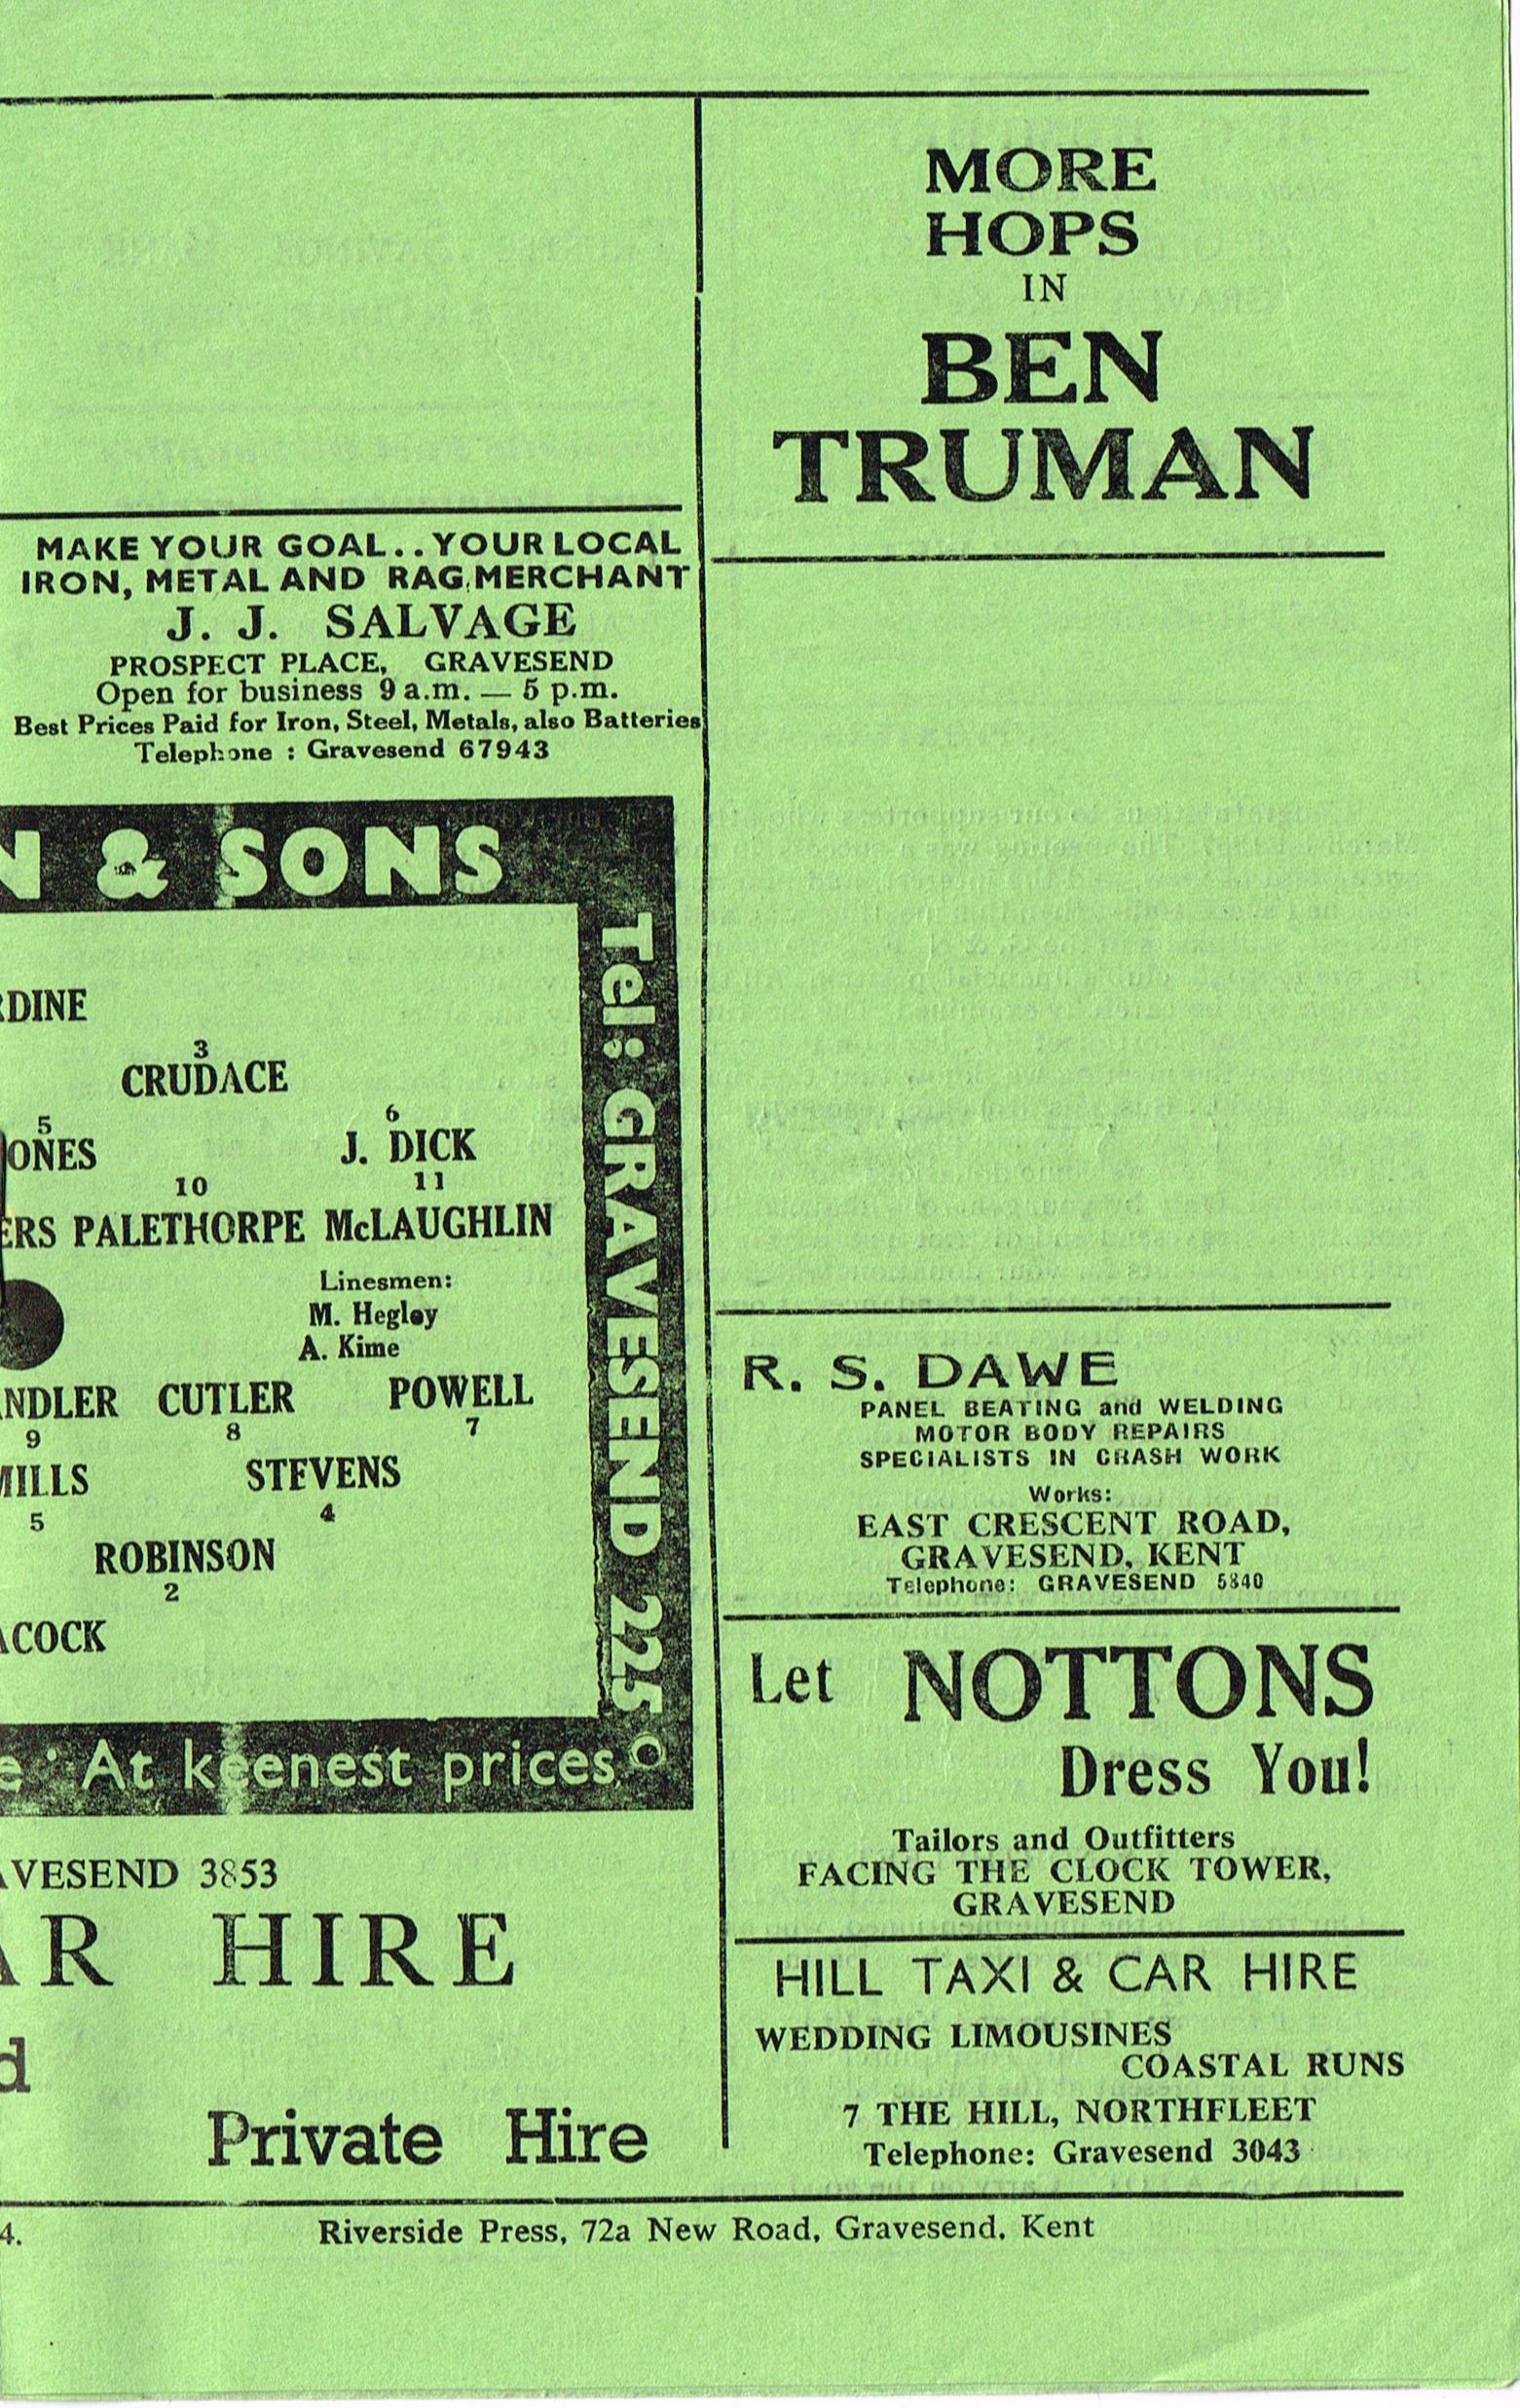 MAKE YOUR GOAL.. YOUR LOCAL
IRON, METAL AND RAG MERCHANT
J. J. SALVAGE
PROSPECT PLACE, GRAVESEND
Open for business 9 a.m. — 5 p.m.
Best Prices Paid for Iron, Steel, Metals, also Batteries
Telephone : Gravesend 67943
N & SONS
Tel: GRAVESEND 2250
RDINE
3
CRUDACE
5 6
ONES J. DICK
10 11
ERS PALETHORPE McLAUGHLIN
Linesmen:
M. Hegley
A. Kime
NDLER CUTLER POWELL
9 8 7
MILLS STEVENS
5 4
ROBINSON
2
ACOCK
e · At keenest prices.
AVESEND 3853
AR HIRE
d
Private Hire
MORE
HOPS
IN
BEN
TRUMAN
R. S. DAWE
PANEL BEATING and WELDING
MOTOR BODY REPAIRS
SPECIALISTS IN CRASH WORK
Works:
EAST CRESCENT ROAD,
GRAVESEND, KENT
Telephone: GRAVESEND 5840
Let NOTTONS
Dress You!
Tailors and Outfitters
FACING THE CLOCK TOWER,
GRAVESEND
HILL TAXI & CAR HIRE
WEDDING LIMOUSINES
COASTAL RUNS
7 THE HILL, NORTHFLEET
Telephone: Gravesend 3043
4.
Riverside Press, 72a New Road, Gravesend, Kent